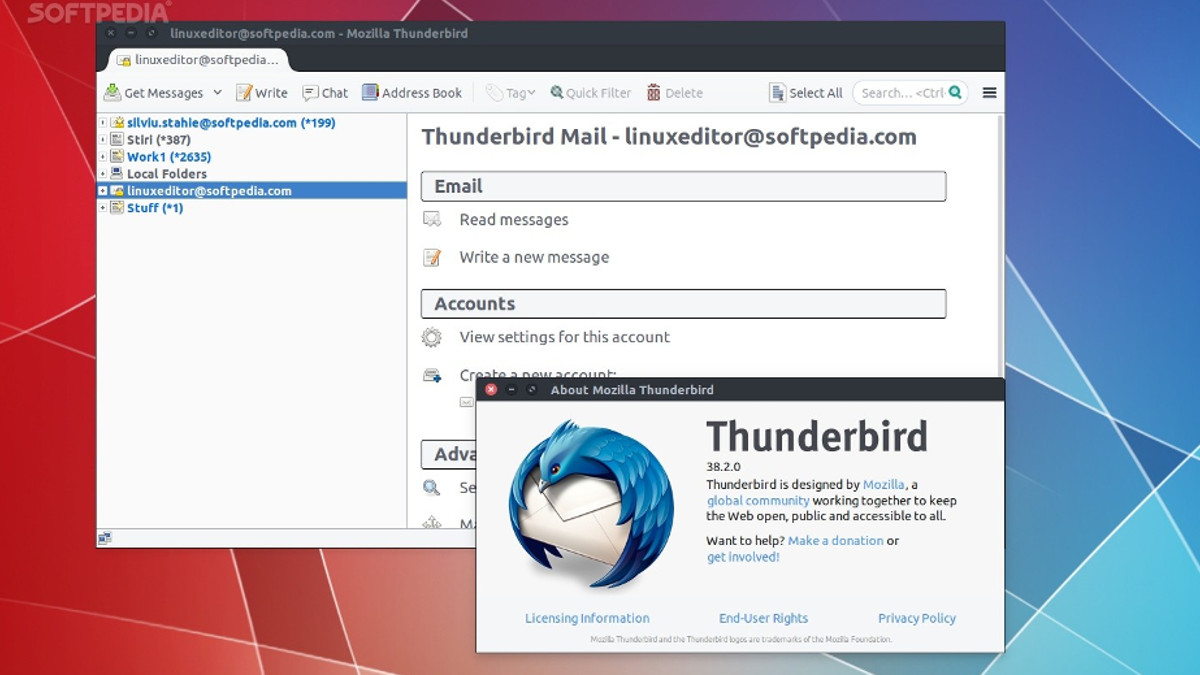 SOFTPEDIA
linuxeditor@softpedia.com - Mozilla Thunderbird
linuxeditor@softpedia...
Get Messages Write Chat Address Book Tag Quick Filter Delete Select All Search... <Ctrl
silviu.stahie@softpedia.com (*199)
Stiri (*387)
Work1 (*2635)
Local Folders
linuxeditor@softpedia.com
Stuff (*1)
Thunderbird Mail - linuxeditor@softpedia.com
Email
Read messages
Write a new message
Accounts
View settings for this account
Create a new account:
Adva
Se
Ma
About Mozilla Thunderbird
Thunderbird
38.2.0
Thunderbird is designed by Mozilla, a
global community working together to keep
the Web open, public and accessible to all.
Want to help? Make a donation or
get involved!
Licensing Information End-User Rights Privacy Policy
Mozilla Thunderbird and the Thunderbird logos are trademarks of the Mozilla Foundation.